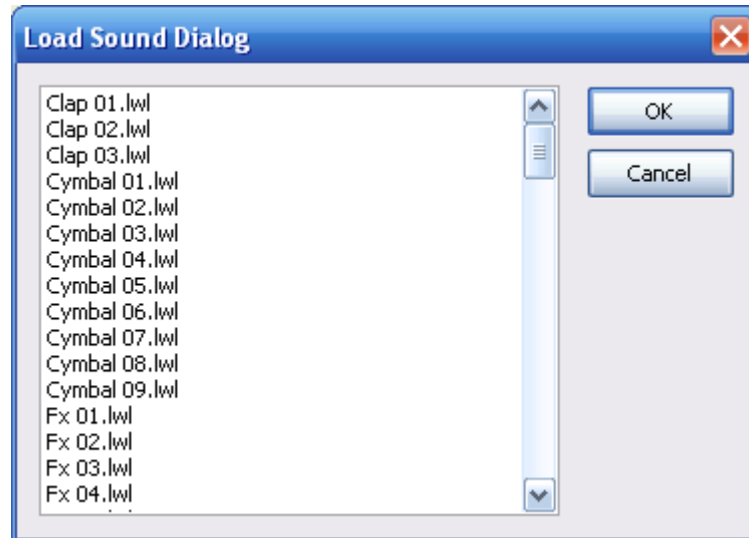 Load Sound Dialog
Clap 01.lwl
Clap 02.lwl
Clap 03.lwl
Cymbal 01.lwl
Cymbal 02.lwl
Cymbal 03.lwl
Cymbal 04.lwl
Cymbal 05.lwl
Cymbal 06.lwl
Cymbal 07.lwl
Cymbal 08.lwl
Cymbal 09.lwl
Fx 01.lwl
Fx 02.lwl
Fx 03.lwl
Fx 04.lwl
OK
Cancel